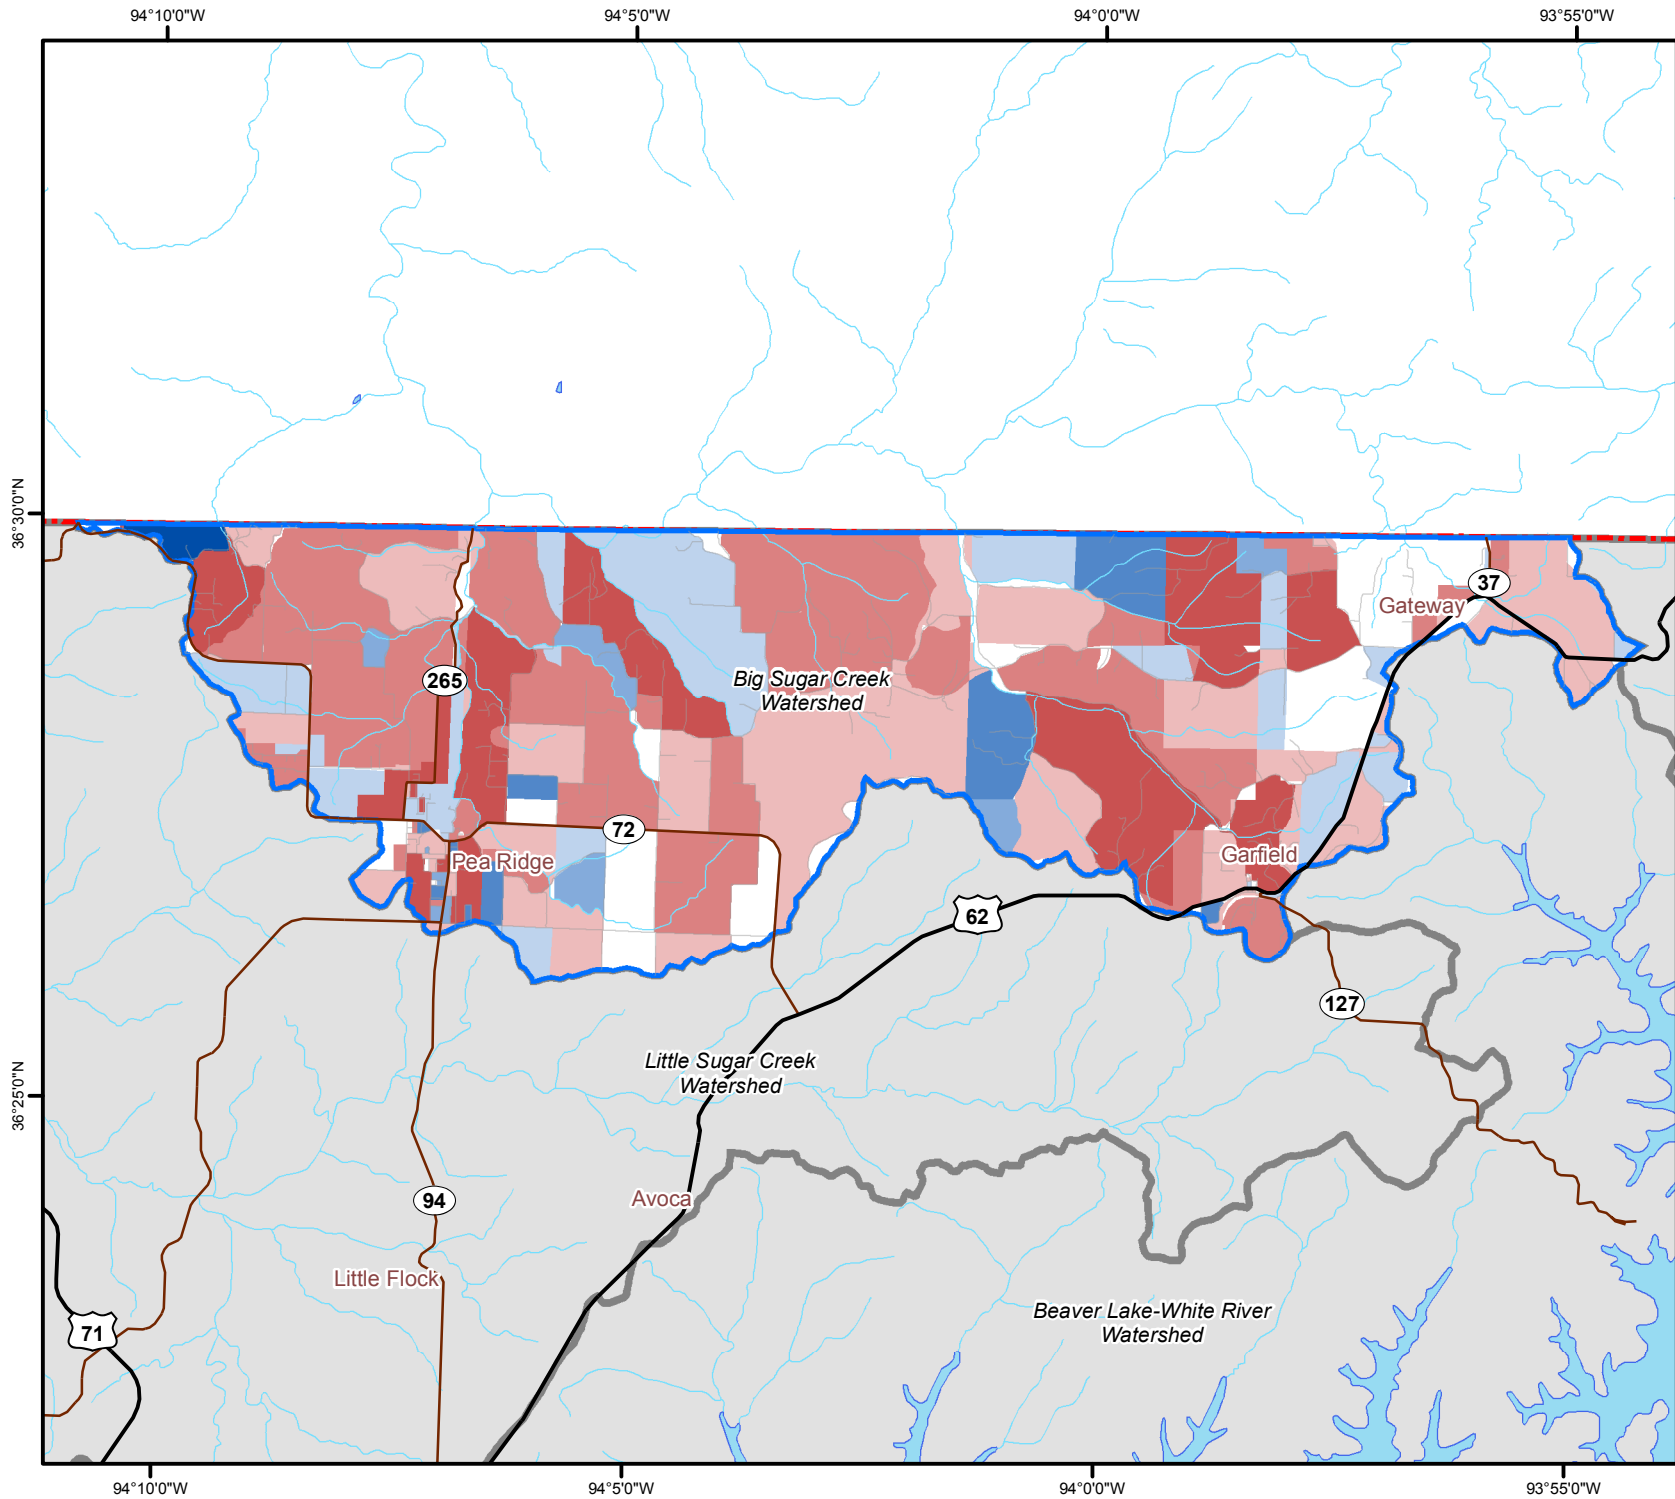 94°10'0"W
94°5'0"W
94°0'0"W
93°55'0"W
36°30'0"N
37
Gateway
265
Big Sugar Creek
Watershed
72
Pea Ridge
Garfield
62
127
Little Sugar Creek
Watershed
36°25'0"N
94
Avoca
Little Flock
Beaver Lake-White River
Watershed
71
94°10'0"W
94°5'0"W
94°0'0"W
93°55'0"W